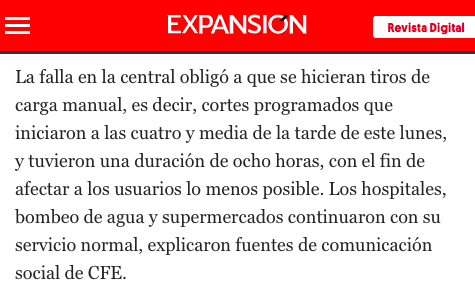 EXPANSIÓN
Revista Digital
La falla en la central obligó a que se hicieran tiros de
carga manual, es decir, cortes programados que
iniciaron a las cuatro y media de la tarde de este lunes,
y tuvieron una duración de ocho horas, con el fin de
afectar a los usuarios lo menos posible. Los hospitales,
bombeo de agua y supermercados continuaron con su
servicio normal, explicaron fuentes de comunicación
social de CFE.